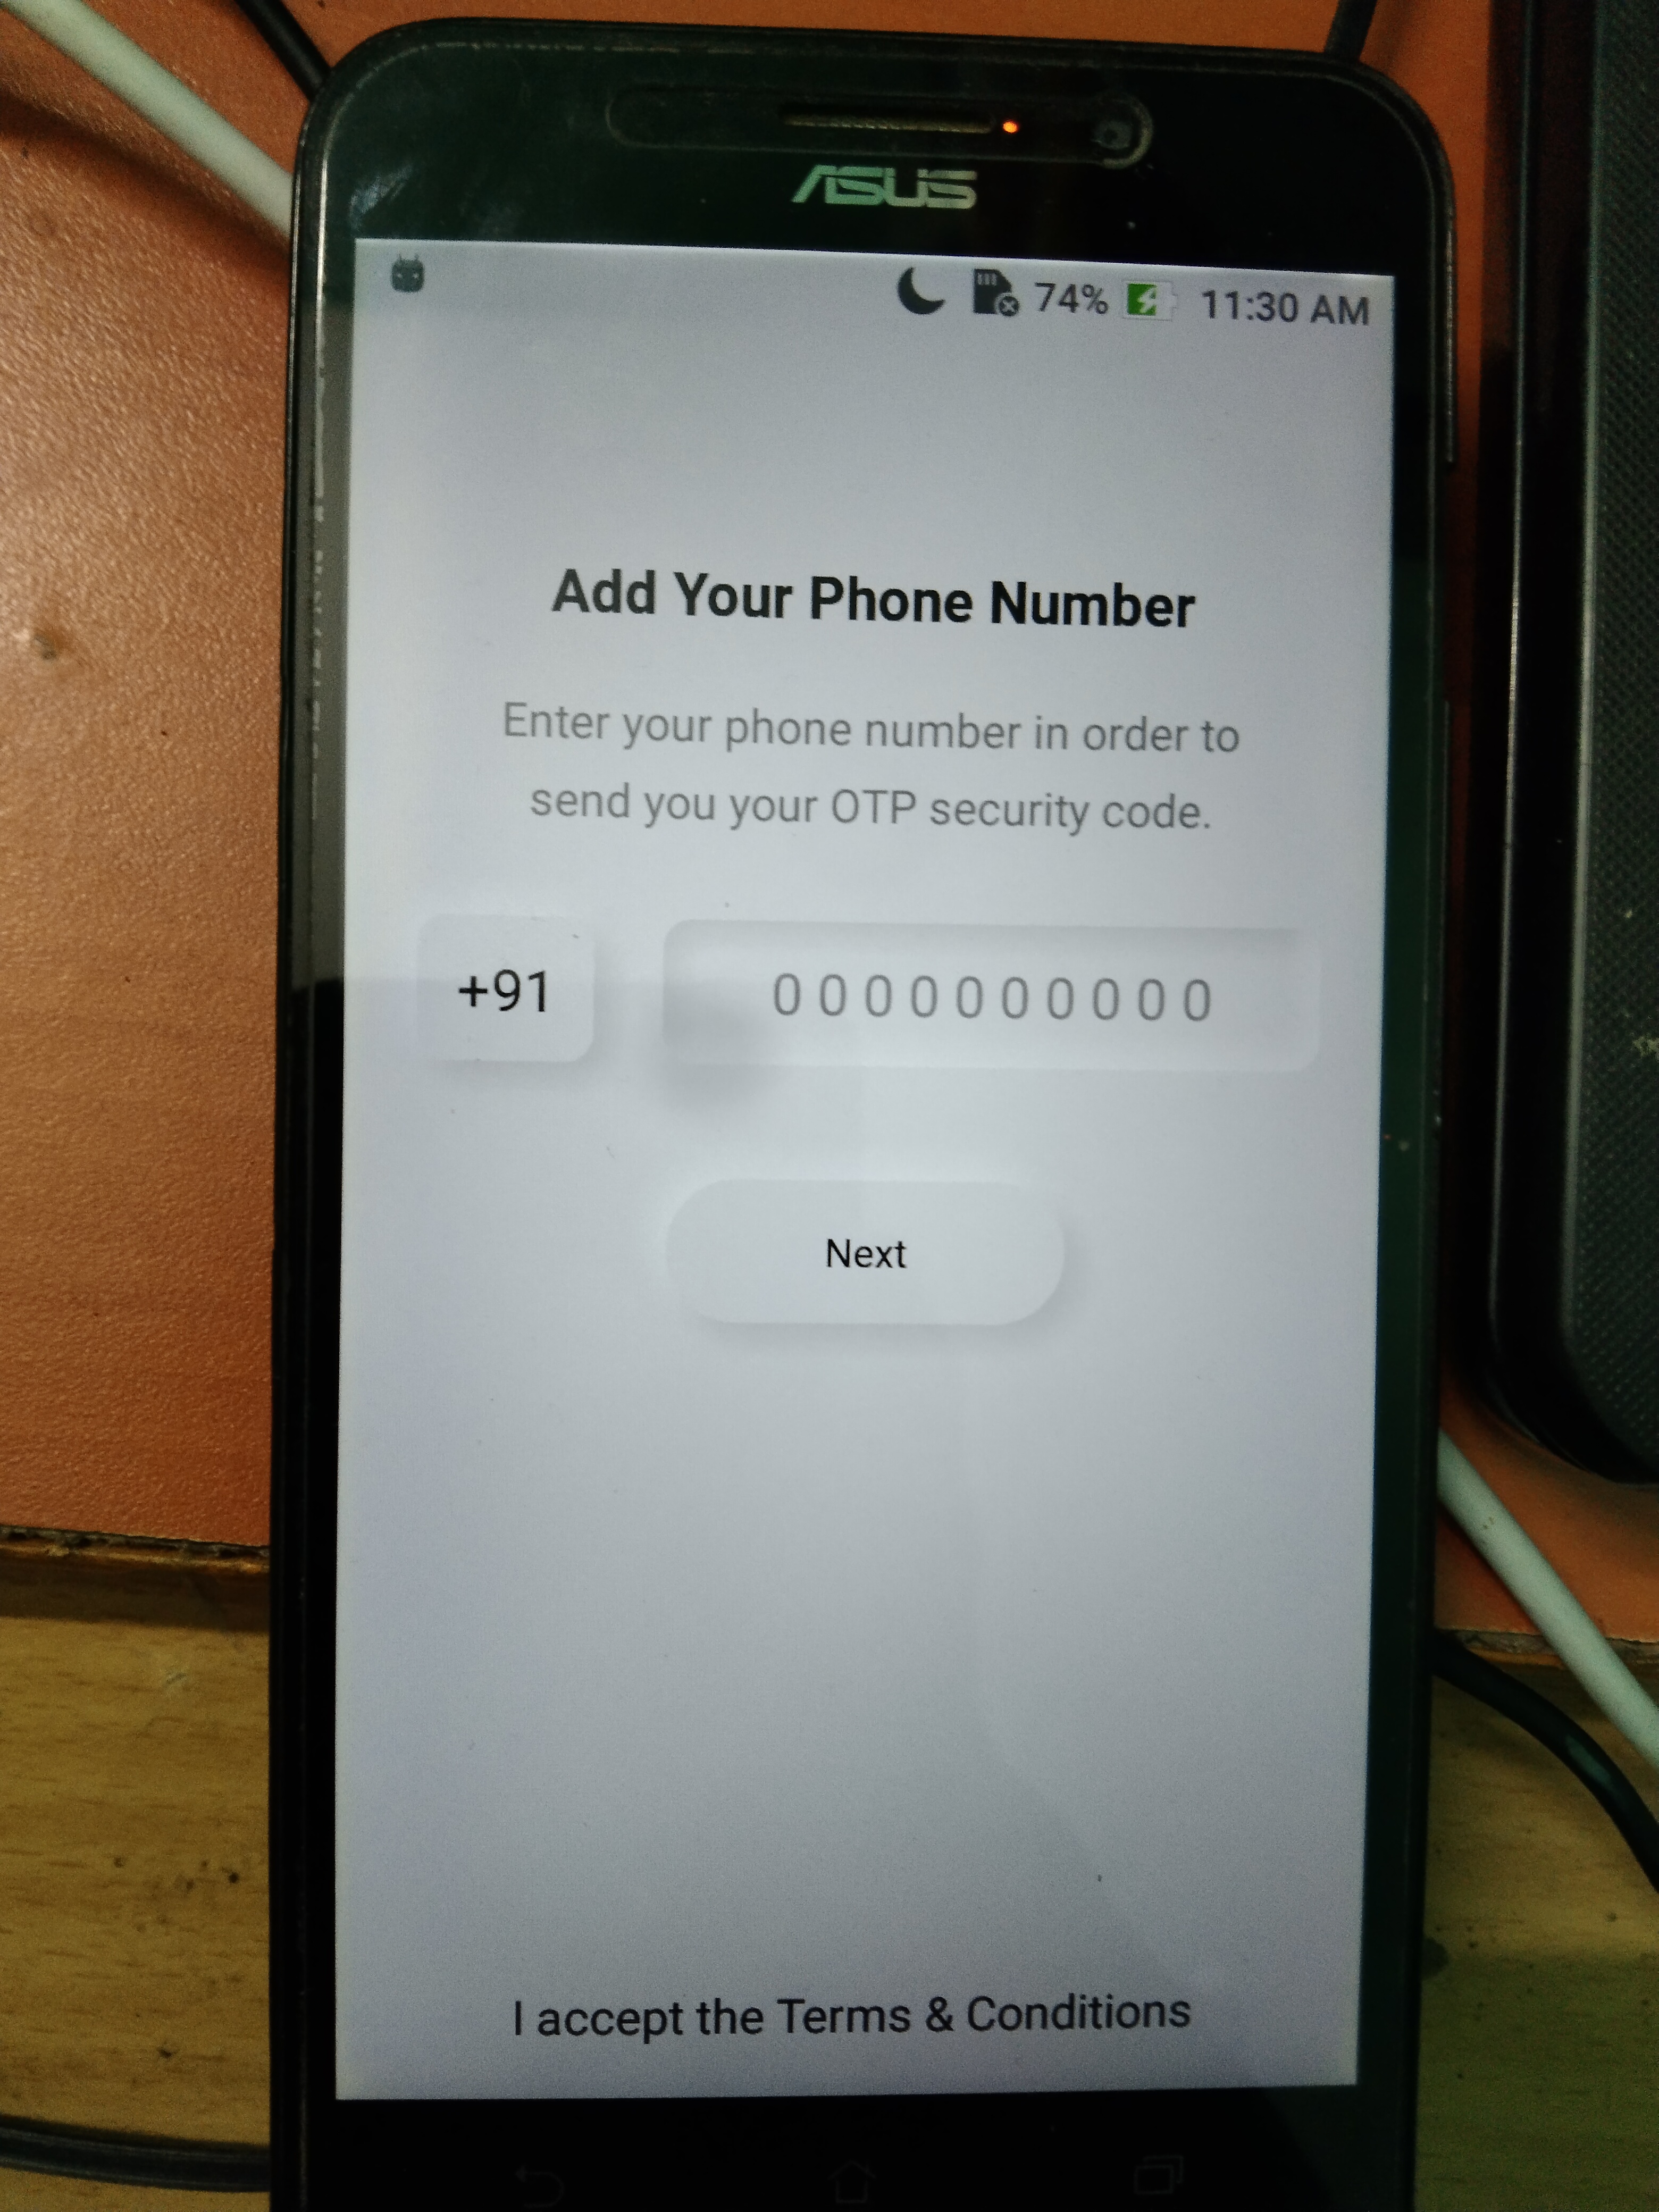 ASUS
74% 11:30 AM
Add Your Phone Number
Enter your phone number in order to
send you your OTP security code.
+91 0000000000
Next
I accept the Terms & Conditions